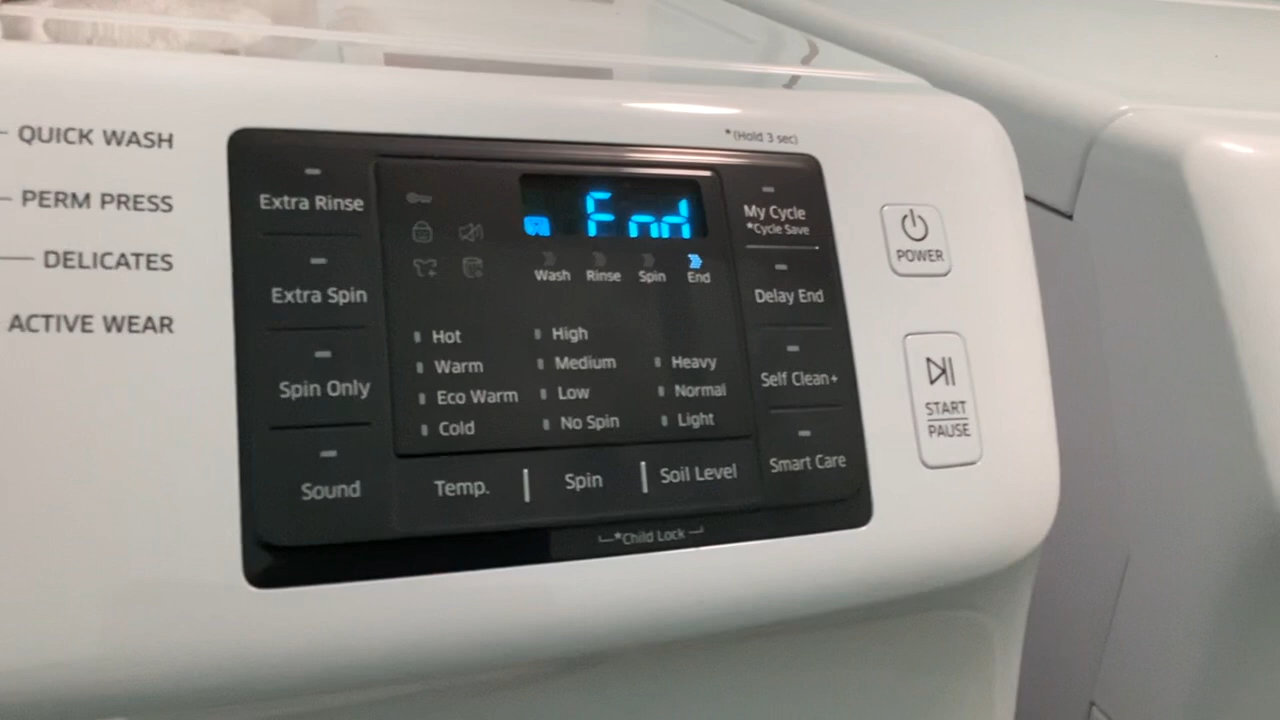 QUICK WASH
PERM PRESS
DELICATES
ACTIVE WEAR
Extra Rinse
Extra Spin
Spin Only
Sound
End
Wash Rinse Spin End
Hot
Warm
Eco Warm
Cold
High
Medium
Low
No Spin
Heavy
Normal
Light
Temp. | Spin | Soil Level
*Child Lock
*(Hold 3 sec)
My Cycle
*Cycle Save
Delay End
Self Clean+
Smart Care
POWER
START
PAUSE